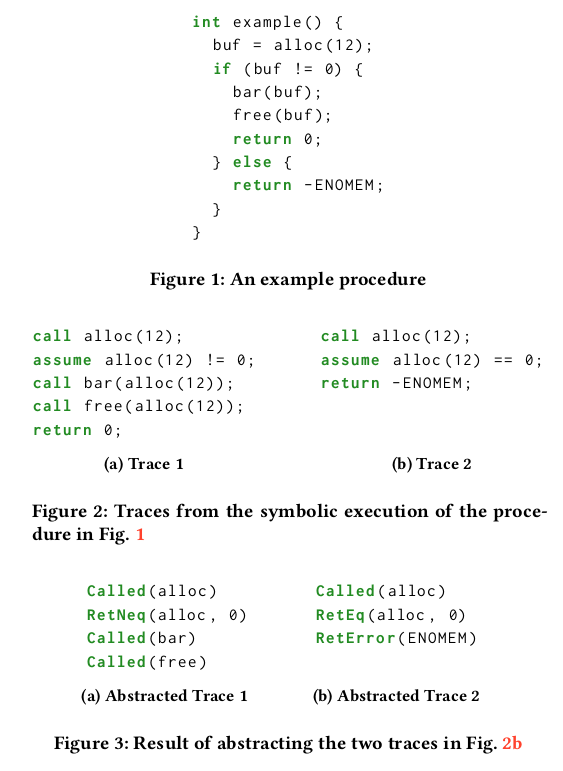 int example() {
buf = alloc(12);
if (buf != 0) {
bar(buf);
free(buf);
return 0;
} else {
return -ENOMEM;
}
}
Figure 1: An example procedure
call alloc(12);
assume alloc(12) != 0;
call bar(alloc(12));
call free(alloc(12));
return 0;
(a) Trace 1
call alloc(12);
assume alloc(12) == 0;
return -ENOMEM;
(b) Trace 2
Figure 2: Traces from the symbolic execution of the proce-
dure in Fig. 1
Called(alloc)
RetNeq(alloc, 0)
Called(bar)
Called(free)
(a) Abstracted Trace 1
Called(alloc)
RetEq(alloc, 0)
RetError(ENOMEM)
(b) Abstracted Trace 2
Figure 3: Result of abstracting the two traces in Fig. 2b